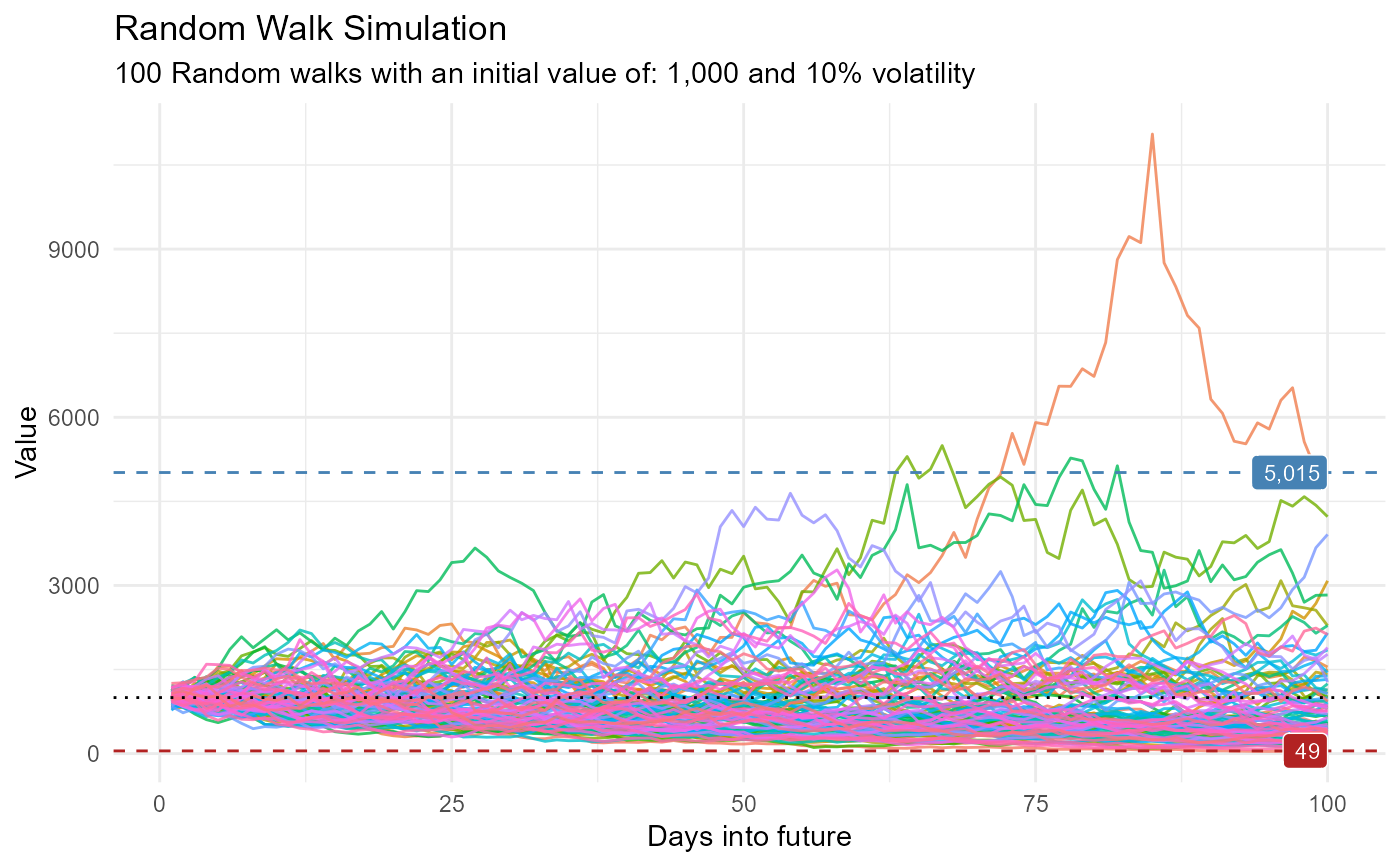 Random Walk Simulation
100 Random walks with an initial value of: 1,000 and 10% volatility
Value
9000
6000
3000
0
5,015
49
0 25 50 75 100
Days into future